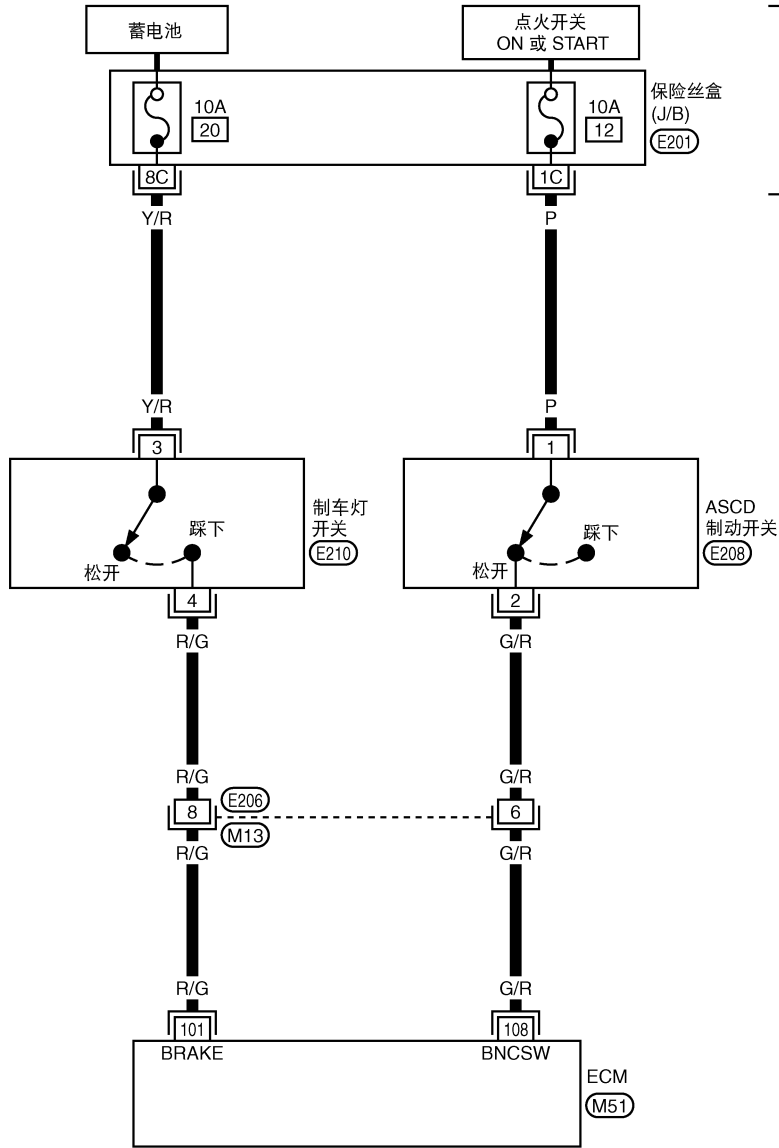 蓄电池
点火开关
ON 或 START
10A
20
10A
12
保险丝盒
(J/B)
E201
8C
1C
Y/R
P
Y/R
P
3
1
制车灯
开关
E210
踩下
松开
ASCD
制动开关
E208
踩下
松开
4
2
R/G
G/R
R/G
G/R
8
E206
M13
6
R/G
G/R
R/G
G/R
101
108
BRAKE
BNCSW
ECM
M51